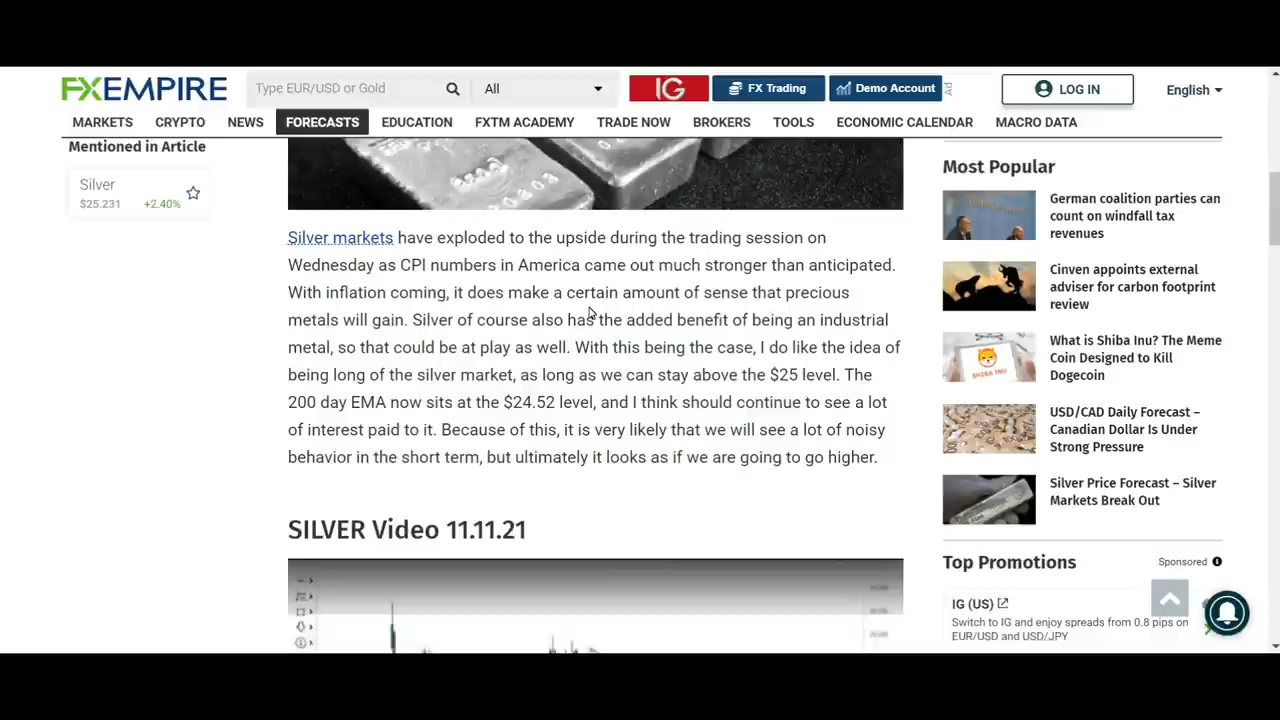 FXEMPIRE
Type EUR/USD or Gold
All
IG
FX Trading
Demo Account
Ad
LOG IN
English
MARKETS CRYPTO NEWS FORECASTS EDUCATION FXTM ACADEMY TRADE NOW BROKERS TOOLS ECONOMIC CALENDAR MACRO DATA
Mentioned in Article
Silver
$25.231 +2.40%
Silver markets have exploded to the upside during the trading session on
Wednesday as CPI numbers in America came out much stronger than anticipated.
With inflation coming, it does make a certain amount of sense that precious
metals will gain. Silver of course also has the added benefit of being an industrial
metal, so that could be at play as well. With this being the case, I do like the idea of
being long of the silver market, as long as we can stay above the $25 level. The
200 day EMA now sits at the $24.52 level, and I think should continue to see a lot
of interest paid to it. Because of this, it is very likely that we will see a lot of noisy
behavior in the short term, but ultimately it looks as if we are going to go higher.
SILVER Video 11.11.21
Most Popular
German coalition parties can
count on windfall tax
revenues
Cinven appoints external
adviser for carbon footprint
review
SHIBA INU
What is Shiba Inu? The Meme
Coin Designed to Kill
Dogecoin
USD/CAD Daily Forecast –
Canadian Dollar Is Under
Strong Pressure
Silver Price Forecast – Silver
Markets Break Out
Top Promotions
Sponsored
IG (US)
Switch to IG and enjoy spreads from 0.8 pips on
EUR/USD and USD/JPY